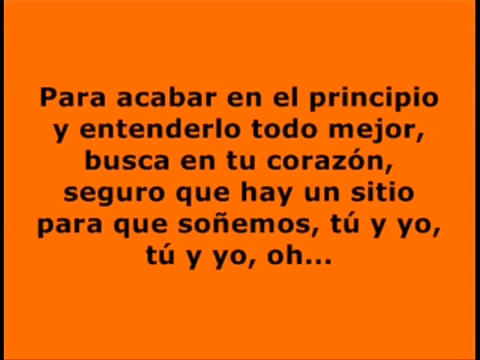 Para acabar en el principio
y entenderlo todo mejor,
busca en tu corazón,
seguro que hay un sitio
para que soñemos, tú y yo,
tú y yo, oh...